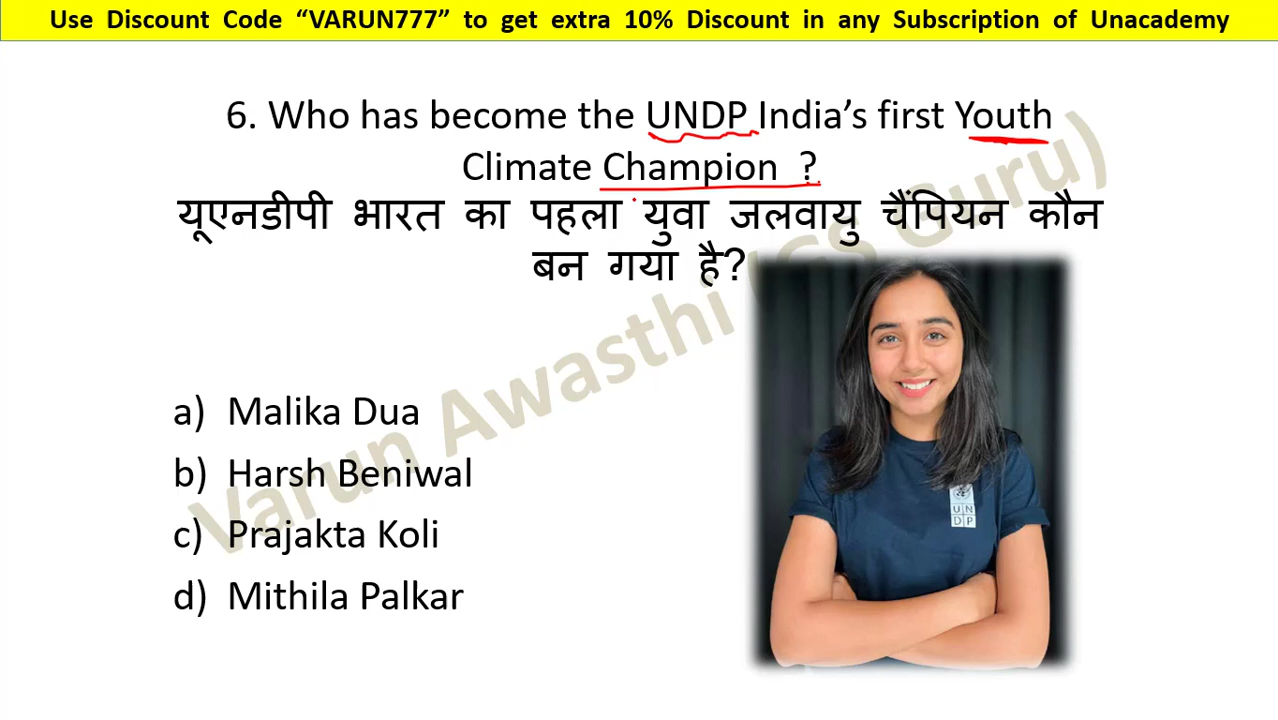 Use Discount Code “VARUN777” to get extra 10% Discount in any Subscription of Unacademy
6. Who has become the UNDP India’s first Youth
Climate Champion ?
यूएनडीपी भारत का पहला युवा जलवायु चैंपियन कौन
बन गया है?
a) Malika Dua
b) Harsh Beniwal
c) Prajakta Koli
d) Mithila Palkar
U N
D P